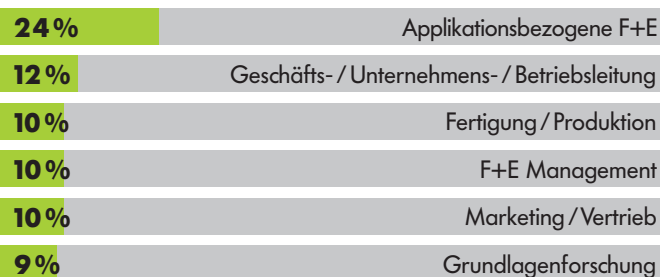 24 % Applikationsbezogene F+E
12 % Geschäfts- / Unternehmens- / Betriebsleitung
10 % Fertigung / Produktion
10 % F+E Management
10 % Marketing / Vertrieb
9 % Grundlagenforschung